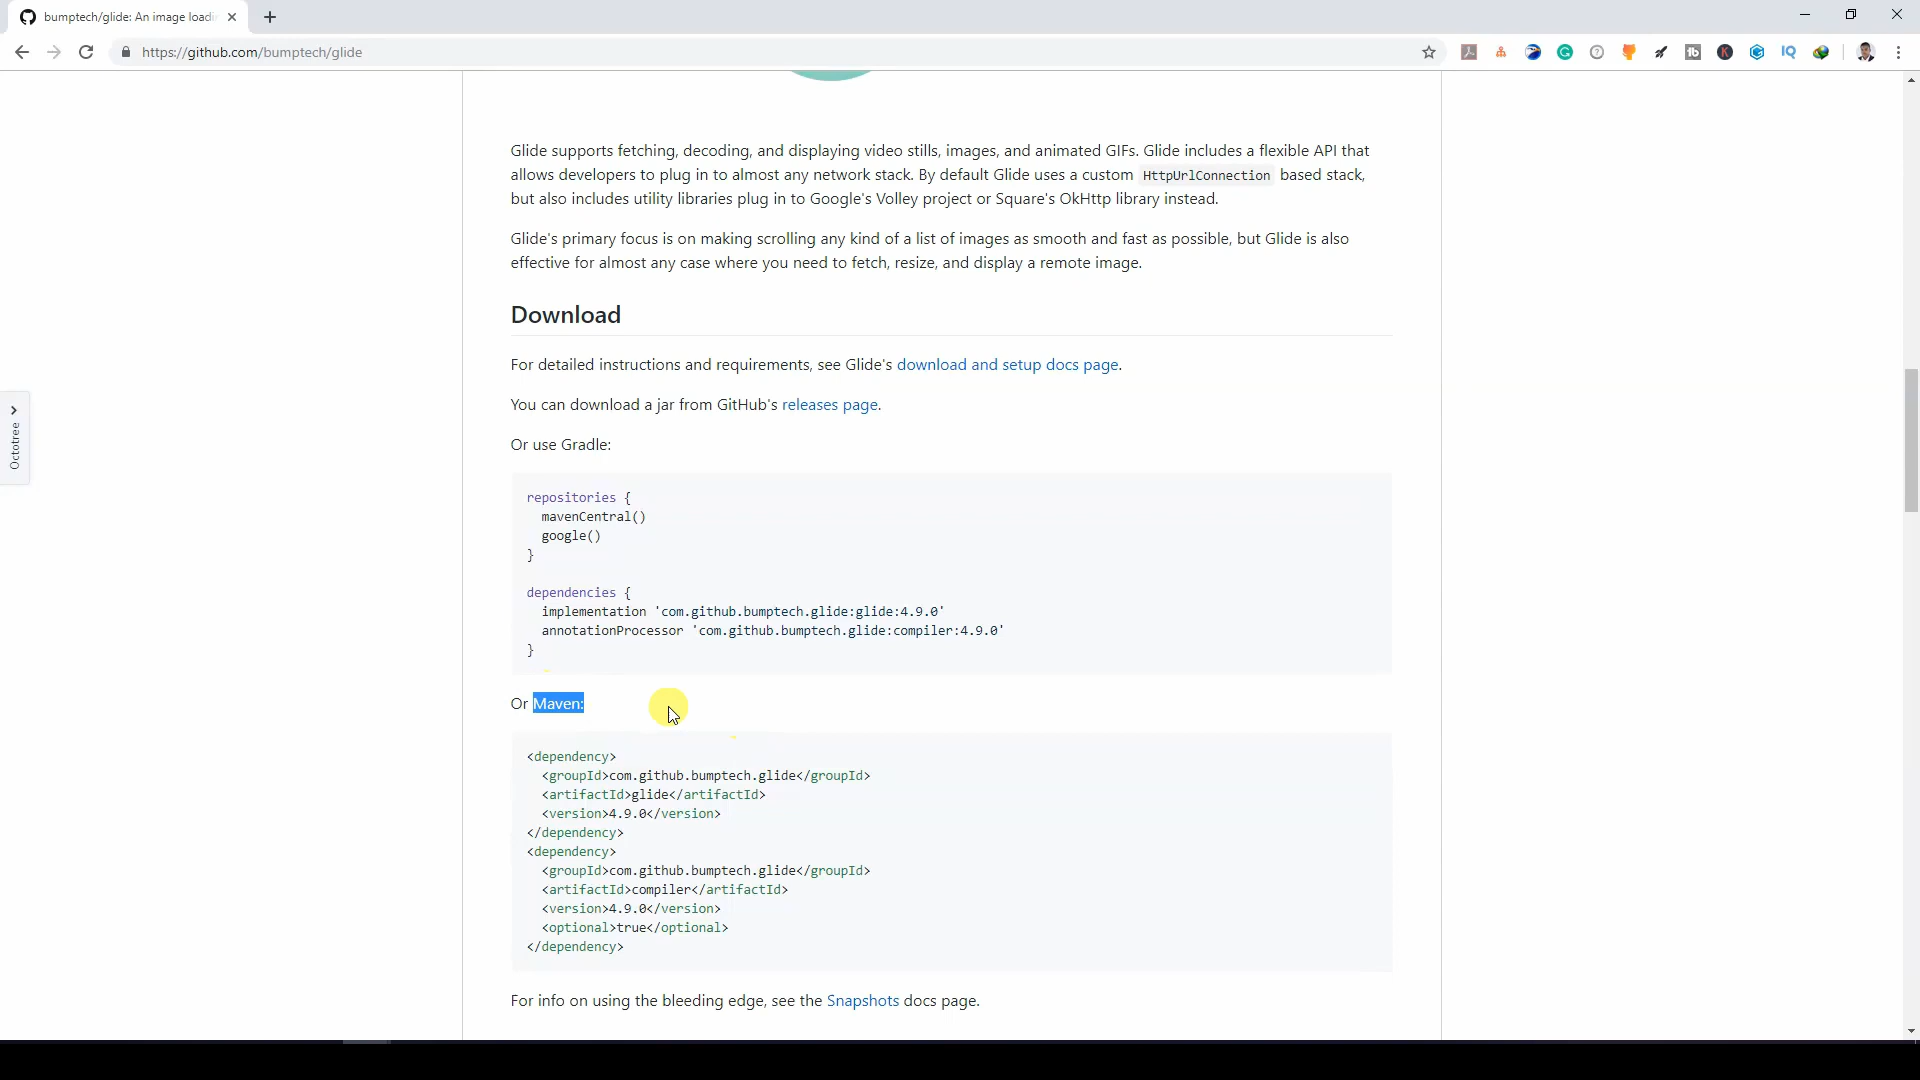 bumptech/glide: An image loadi
https://github.com/bumptech/glide
Glide supports fetching, decoding, and displaying video stills, images, and animated GIFs. Glide includes a flexible API that
allows developers to plug in to almost any network stack. By default Glide uses a custom HttpUrlConnection based stack,
but also includes utility libraries plug in to Google's Volley project or Square's OkHttp library instead.
Glide's primary focus is on making scrolling any kind of a list of images as smooth and fast as possible, but Glide is also
effective for almost any case where you need to fetch, resize, and display a remote image.
Download
For detailed instructions and requirements, see Glide's download and setup docs page.
You can download a jar from GitHub's releases page.
Octotree
Or use Gradle:
repositories {
mavenCentral()
google()
}
dependencies {
implementation 'com.github.bumptech.glide:glide:4.9.0'
annotationProcessor 'com.github.bumptech.glide:compiler:4.9.0'
}
Or Maven:
<dependency>
<groupId>com.github.bumptech.glide</groupId>
<artifactId>glide</artifactId>
<version>4.9.0</version>
</dependency>
<dependency>
<groupId>com.github.bumptech.glide</groupId>
<artifactId>compiler</artifactId>
<version>4.9.0</version>
<optional>true</optional>
</dependency>
For info on using the bleeding edge, see the Snapshots docs page.